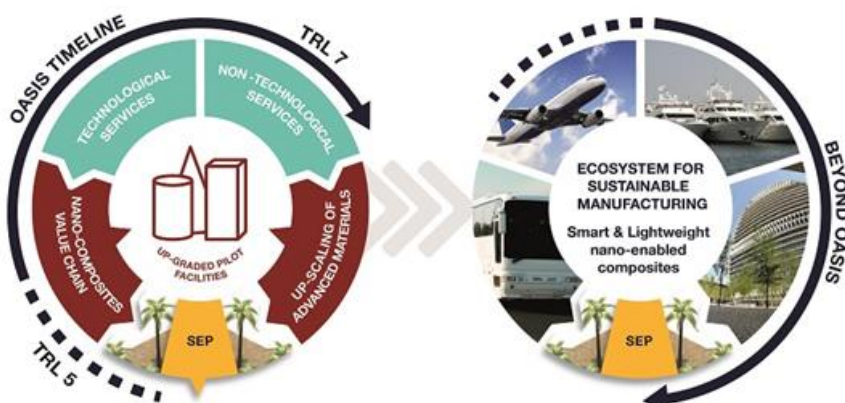 OASIS TIMELINE
TRL 7
TECHNOLOGICAL
SERVICES
NON-TECHNOLOGICAL
SERVICES
NANO-COMPOSITES
VALUE CHAIN
UP-GRADED PILOT
FACILITIES
UP-SCALING OF
ADVANCED MATERIALS
SEP
TRL 5
ECOSYSTEM FOR
SUSTAINABLE
MANUFACTURING
Smart & Lightweight
nano-enabled
composites
SEP
BEYOND OASIS